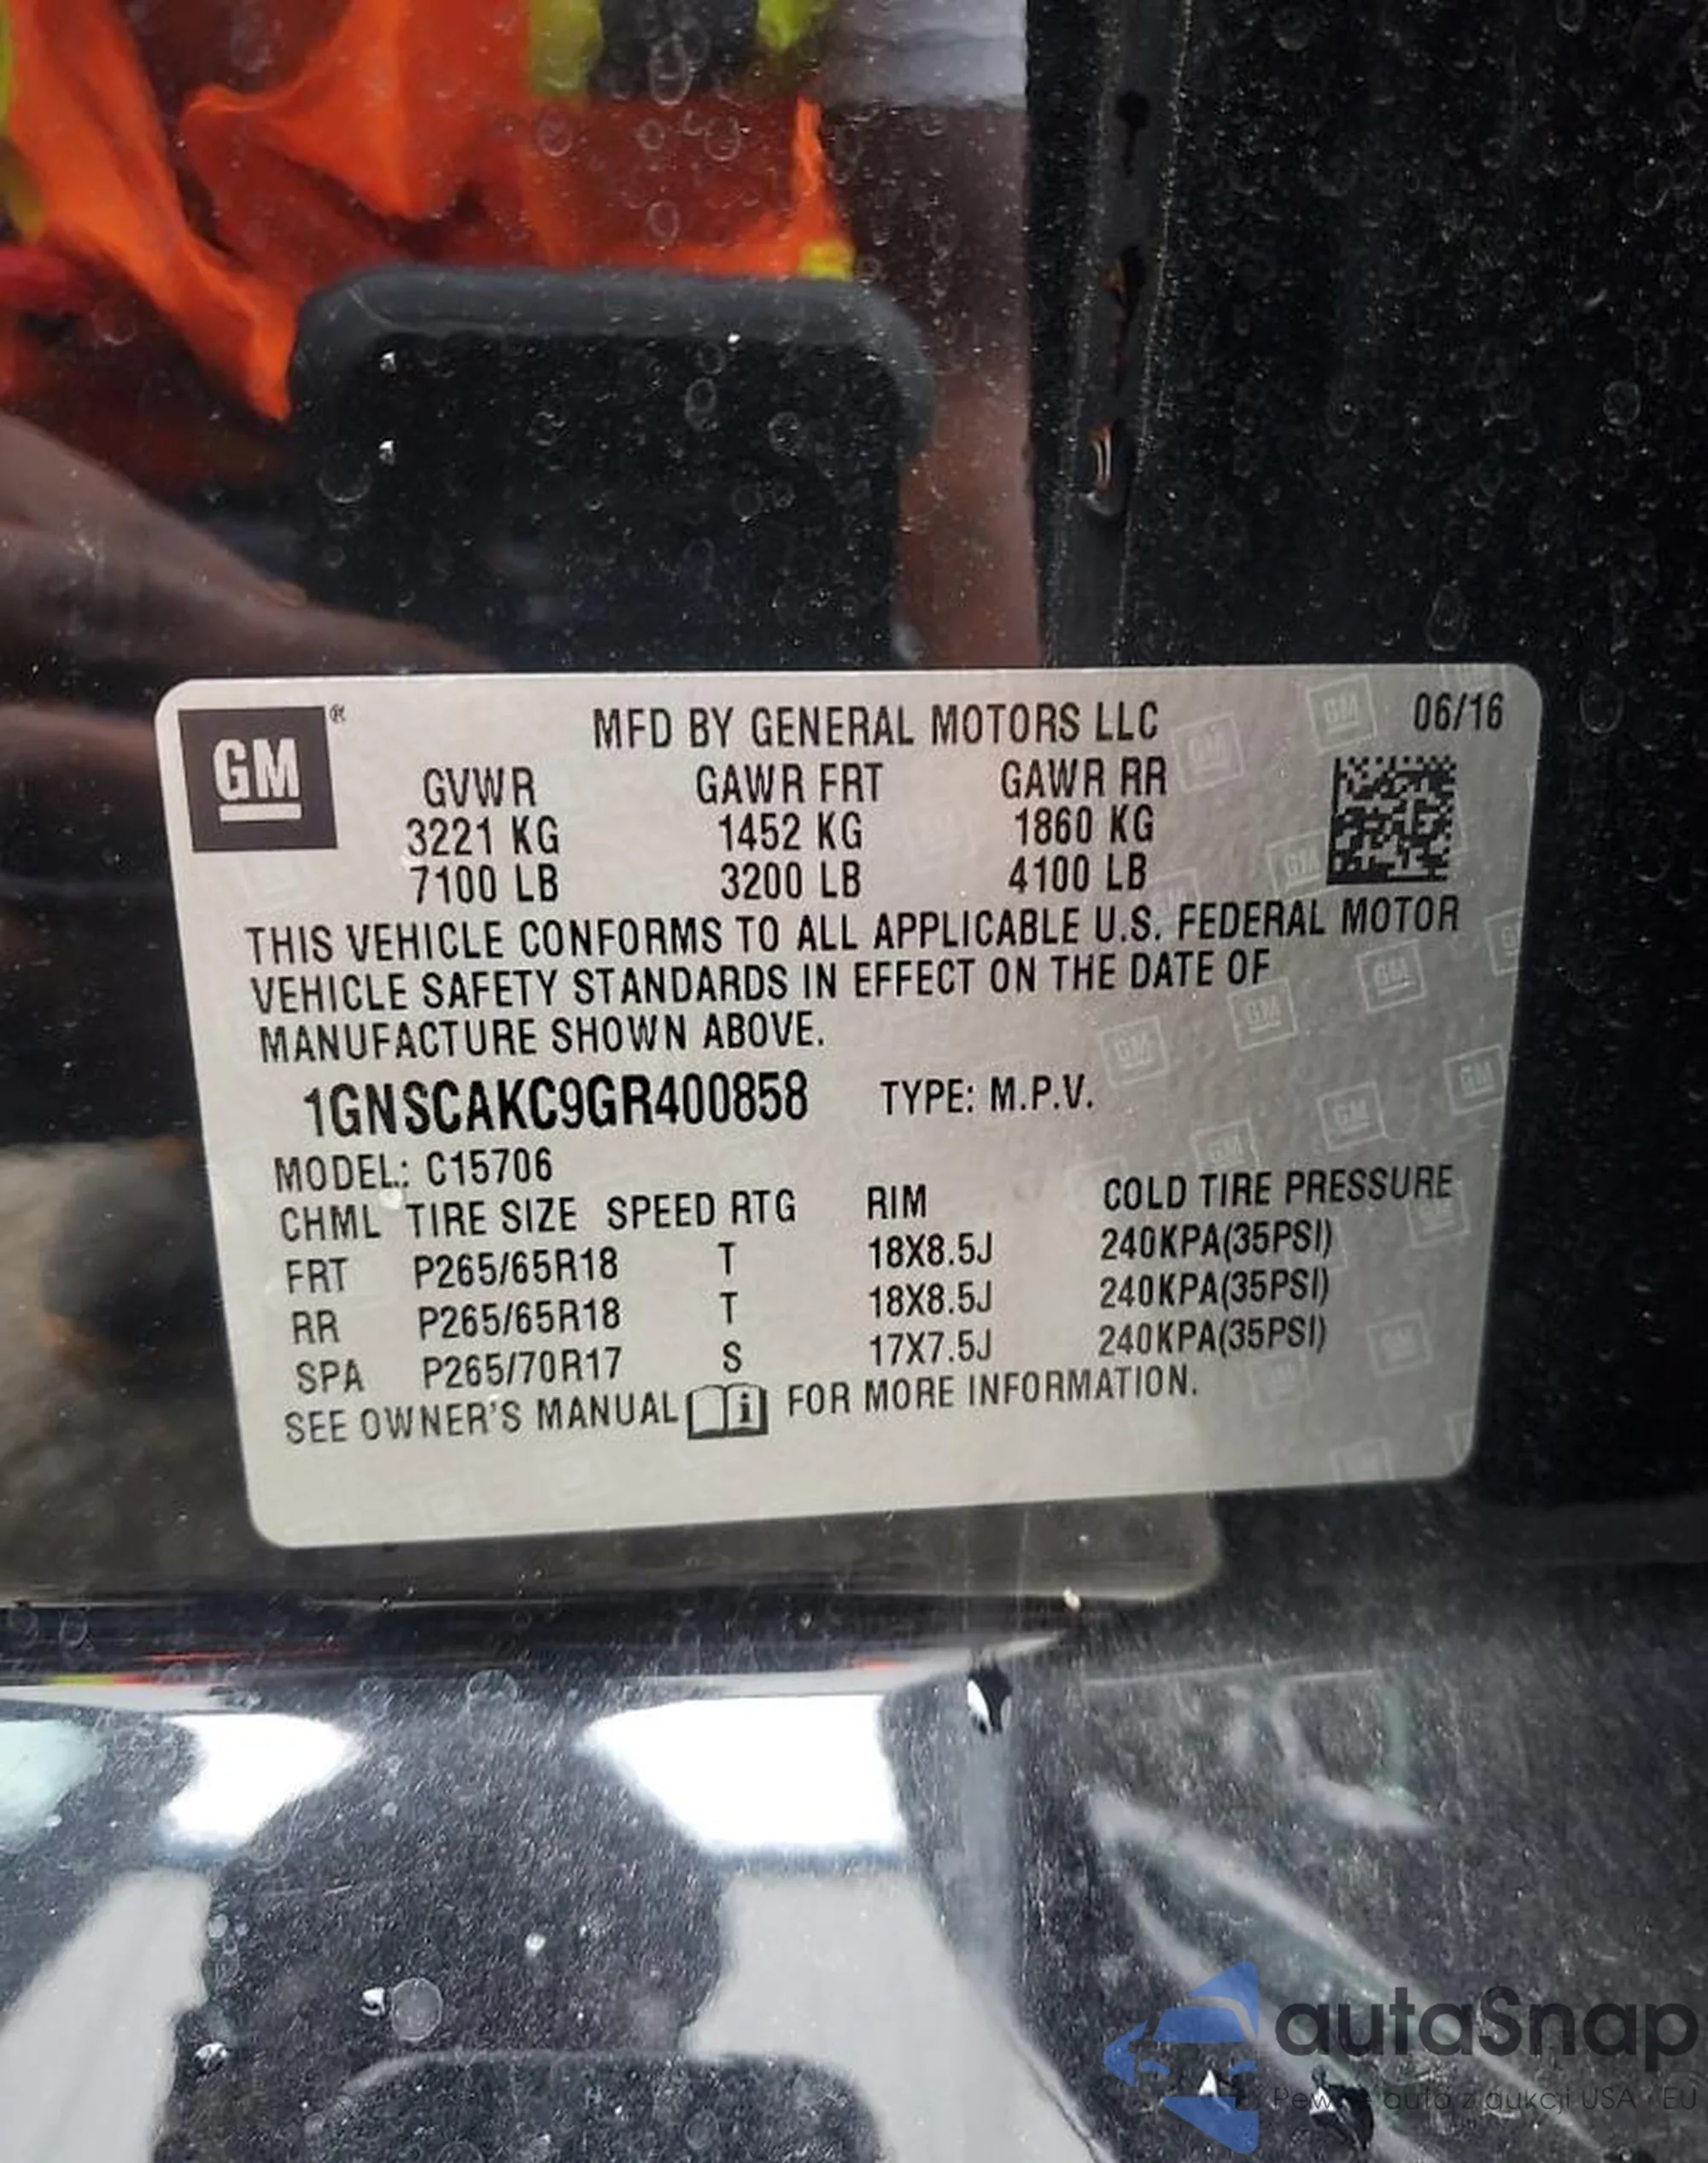 GM®
MFD BY GENERAL MOTORS LLC 06/16
GVWR GAWR FRT GAWR RR
3221 KG 1452 KG 1860 KG
7100 LB 3200 LB 4100 LB
THIS VEHICLE CONFORMS TO ALL APPLICABLE U.S. FEDERAL MOTOR
VEHICLE SAFETY STANDARDS IN EFFECT ON THE DATE OF
MANUFACTURE SHOWN ABOVE.
1GNSCAKC9GR400858 TYPE: M.P.V.
MODEL: C15706
CHML TIRE SIZE SPEED RTG RIM COLD TIRE PRESSURE
FRT P265/65R18 T 18X8.5J 240KPA(35PSI)
RR P265/65R18 T 18X8.5J 240KPA(35PSI)
SPA P265/70R17 S 17X7.5J 240KPA(35PSI)
SEE OWNER'S MANUAL FOR MORE INFORMATION.
autaSnap
auto z aukcji USA i EU